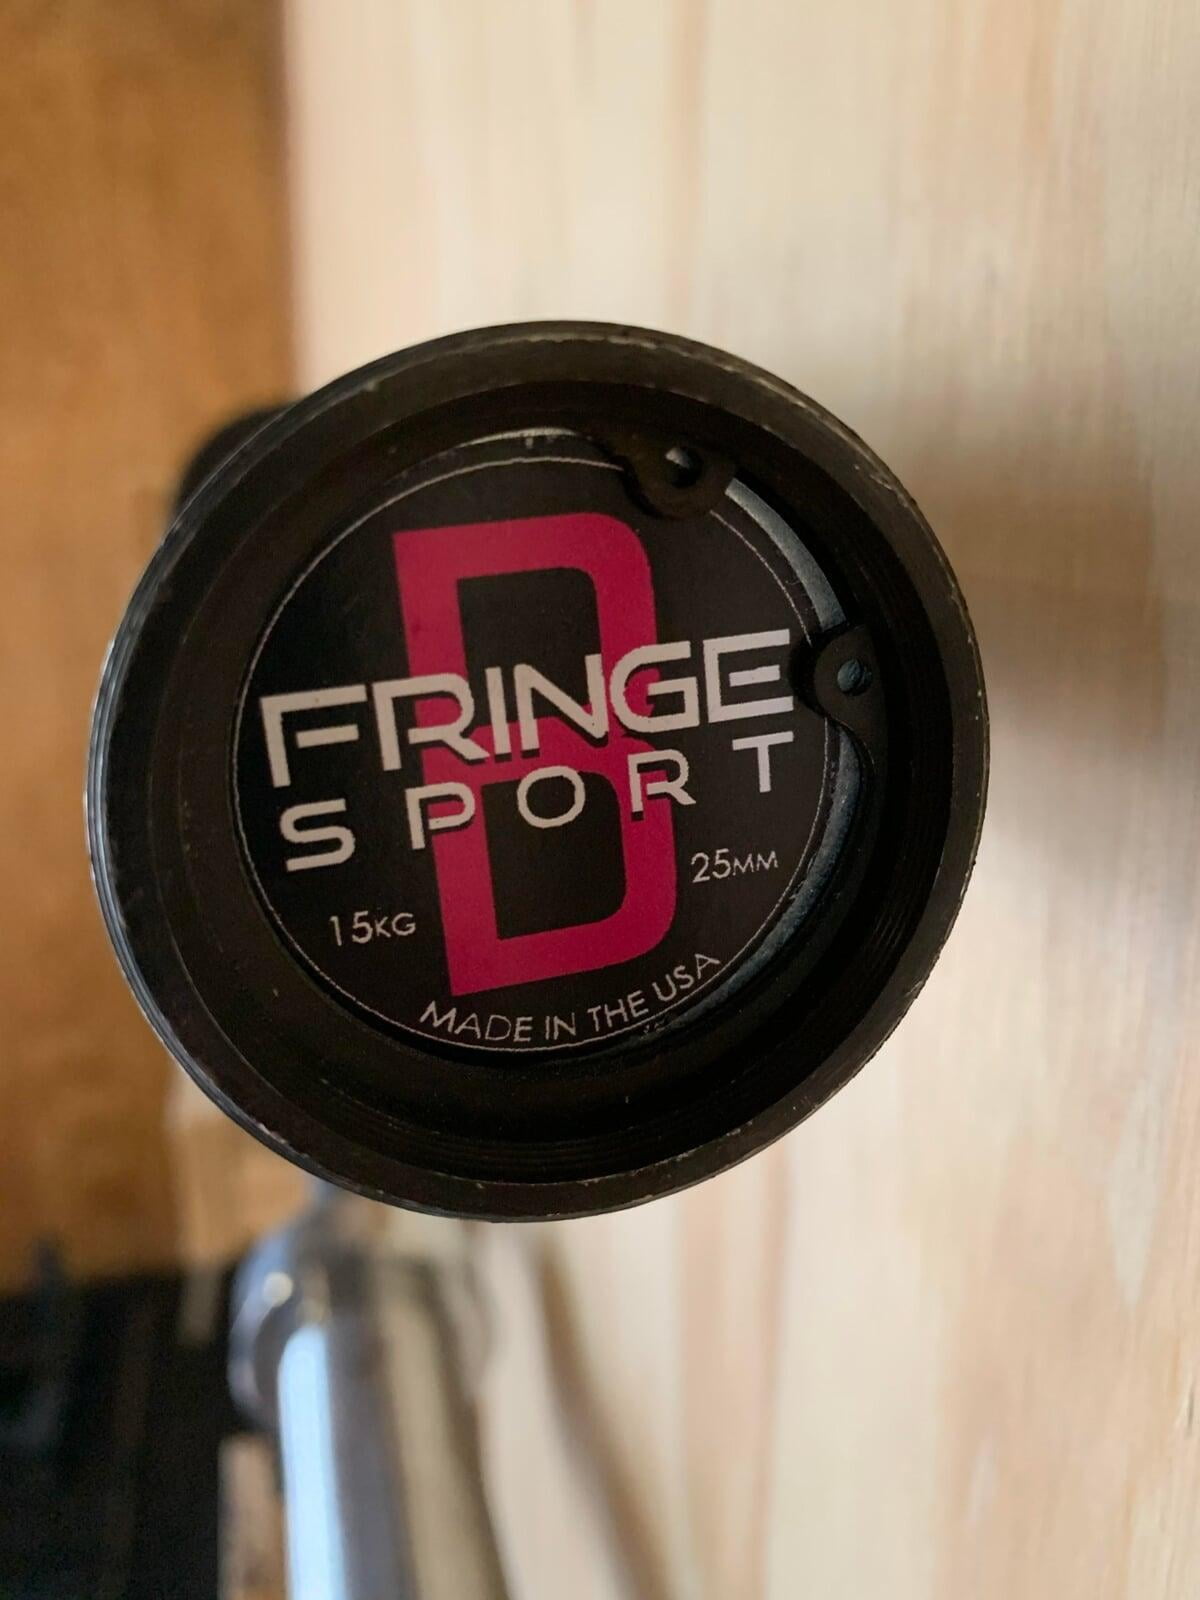 B
FRINGE
SPORT
15KG
25MM
MADE IN THE USA